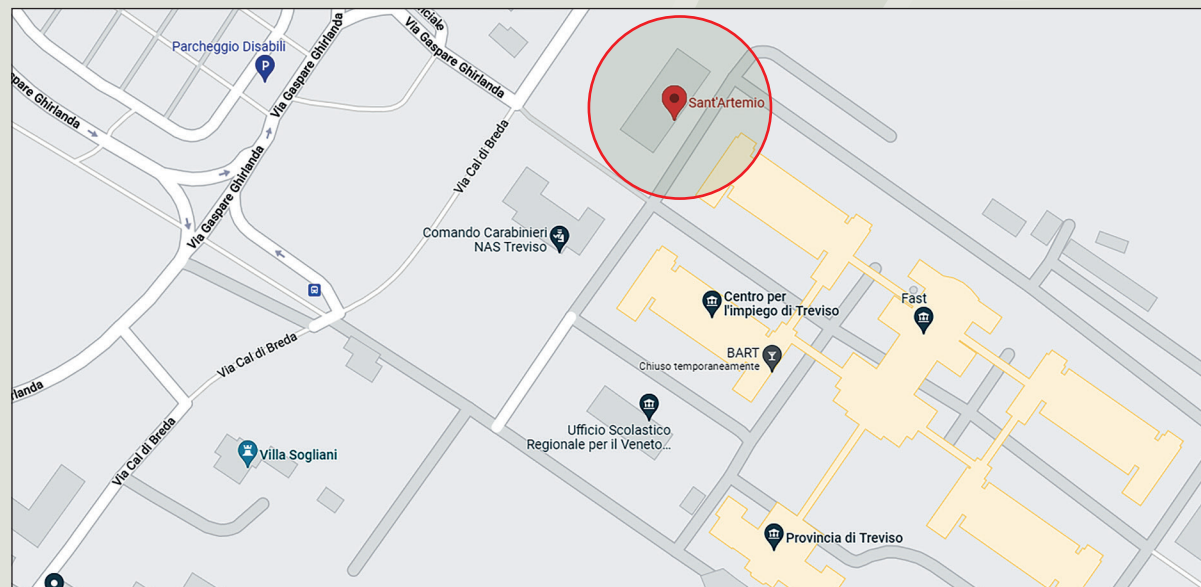 ciale
Via Gaspare Ghirlanda
Parcheggio Disabili
P
Via Gaspare Ghirlanda
pare Ghirlanda
Sant'Artemio
Via Cal di Breda
Via Gaspare Ghirlanda
Comando Carabinieri
NAS Treviso
Centro per
l'impiego di Treviso
Fast
BART
Chiuso temporaneamente
Via Cal di Breda
rlanda
Ufficio Scolastico
Regionale per il Veneto...
Via Cal di Breda
Villa Sogliani
Provincia di Treviso